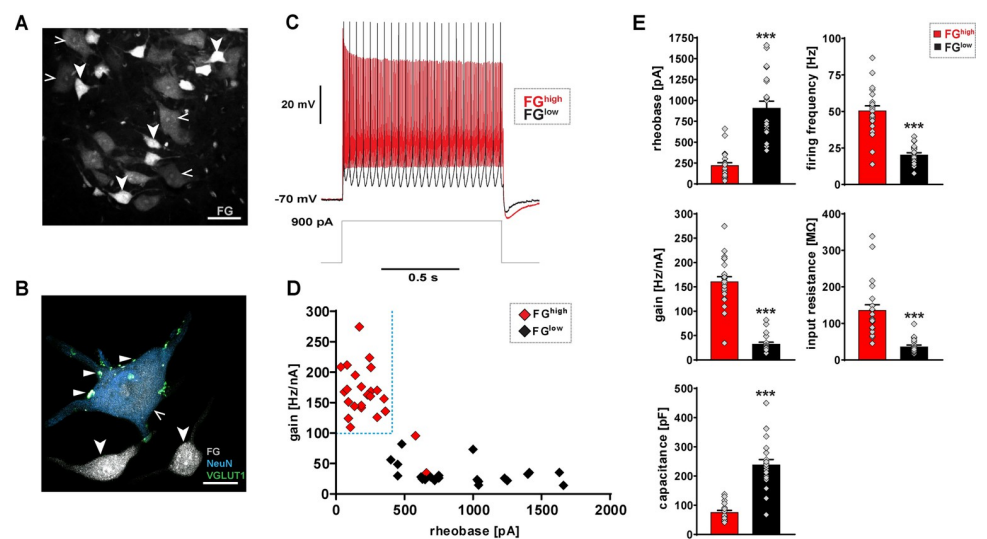 A
FG
B
FG
NeuN
VGLUT1
C
20 mV
FGhigh
FGlow
-70 mV
900 pA
0.5 s
D
FGhigh
FGlow
300
250
200
150
100
50
0
gain [Hz/nA]
0 500 1000 1500 2000
rheobase [pA]
E
FGhigh
FGlow
1750
1500
1250
1000
750
500
250
0
rheobase [pA]
***
100
80
60
40
20
0
firing frequency [Hz]
***
300
250
200
150
100
50
0
gain [Hz/nA]
***
400
300
200
100
0
input resistance [MΩ]
***
500
400
300
200
100
0
capacitance [pF]
***